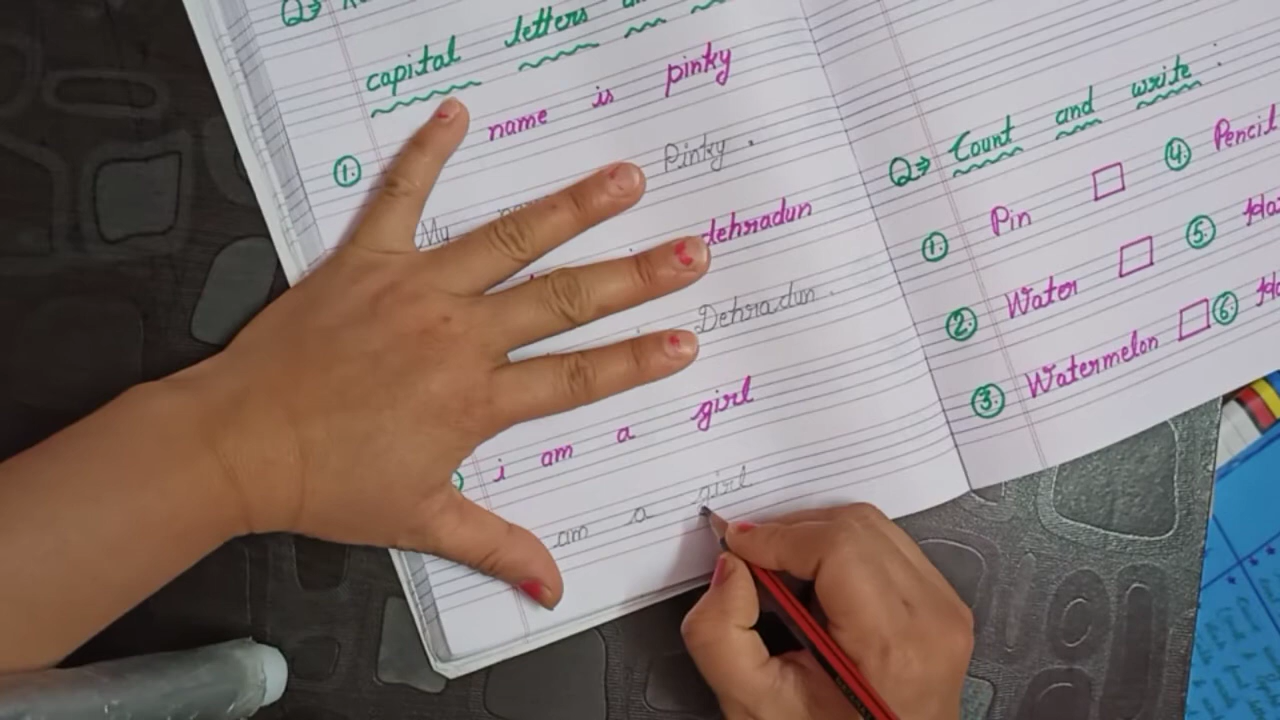 Q⇒
capital letters
① name is pinky
My Pinky .
dehradun
Dehradun .
i am a girl
am a girl
Q⇒ Count and write .
① Pin
② Water
③ Watermelon
④ Pencil
⑤
⑥